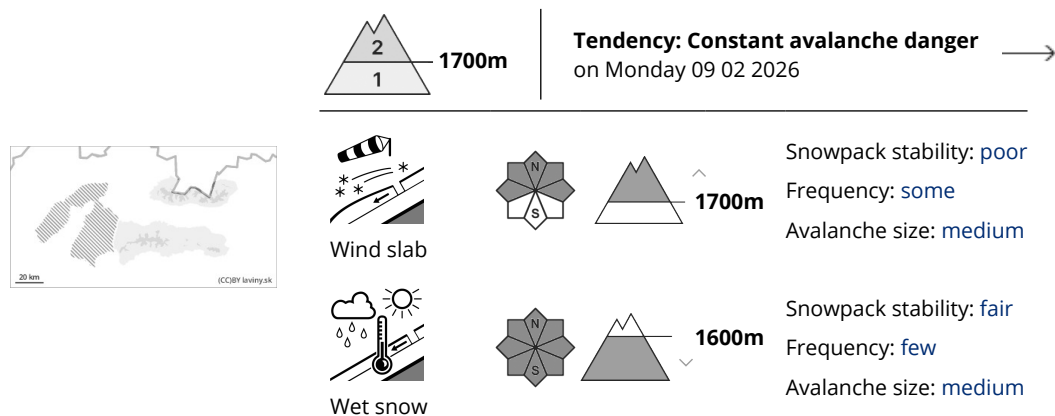 2
1
1700m
Tendency: Constant avalanche danger
on Monday 09 02 2026
20 km
(CC)BY laviny.sk
Wind slab
N
S
1700m
Snowpack stability: poor
Frequency: some
Avalanche size: medium
Wet snow
N
S
1600m
Snowpack stability: fair
Frequency: few
Avalanche size: medium